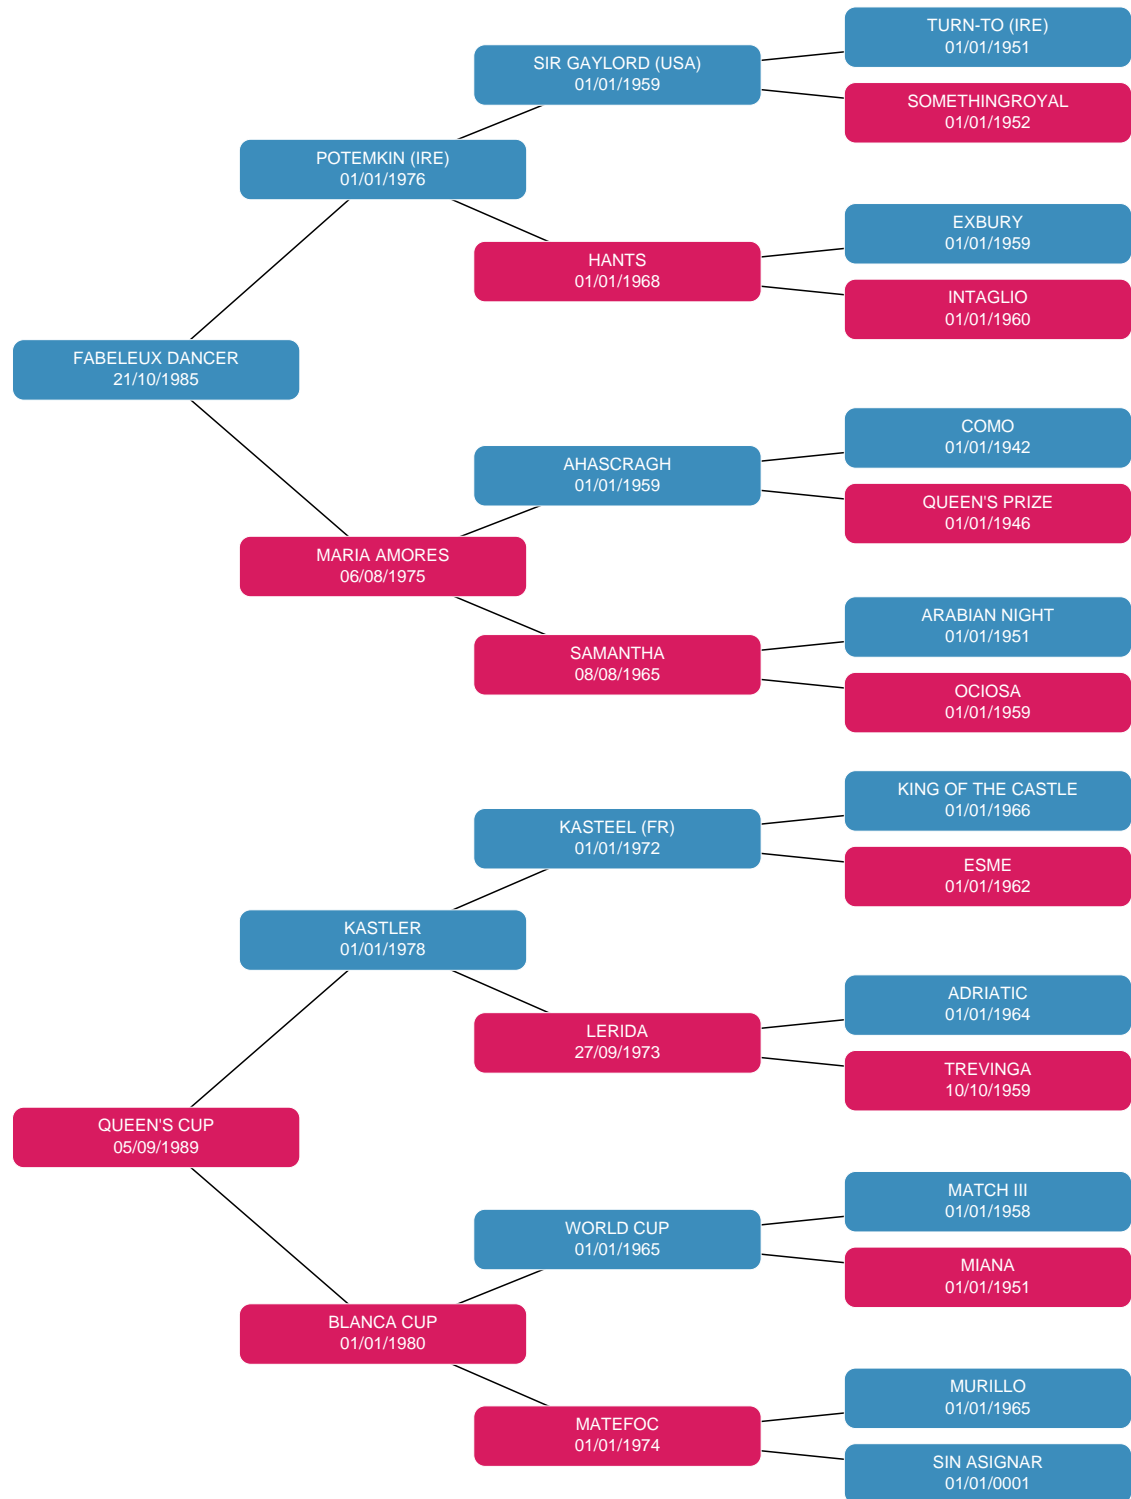 TURN-TO (IRE)
01/01/1951
SIR GAYLORD (USA)
01/01/1959
SOMETHINGROYAL
01/01/1952
POTEMKIN (IRE)
01/01/1976
EXBURY
01/01/1959
HANTS
01/01/1968
INTAGLIO
01/01/1960
FABELEUX DANCER
21/10/1985
COMO
01/01/1942
AHASCRAGH
01/01/1959
QUEEN'S PRIZE
01/01/1946
MARIA AMORES
06/08/1975
ARABIAN NIGHT
01/01/1951
SAMANTHA
08/08/1965
OCIOSA
01/01/1959
KING OF THE CASTLE
01/01/1966
KASTEEL (FR)
01/01/1972
ESME
01/01/1962
KASTLER
01/01/1978
ADRIATIC
01/01/1964
LERIDA
27/09/1973
TREVINGA
10/10/1959
QUEEN'S CUP
05/09/1989
MATCH III
01/01/1958
WORLD CUP
01/01/1965
MIANA
01/01/1951
BLANCA CUP
01/01/1980
MURILLO
01/01/1965
MATEFOC
01/01/1974
SIN ASIGNAR
01/01/0001